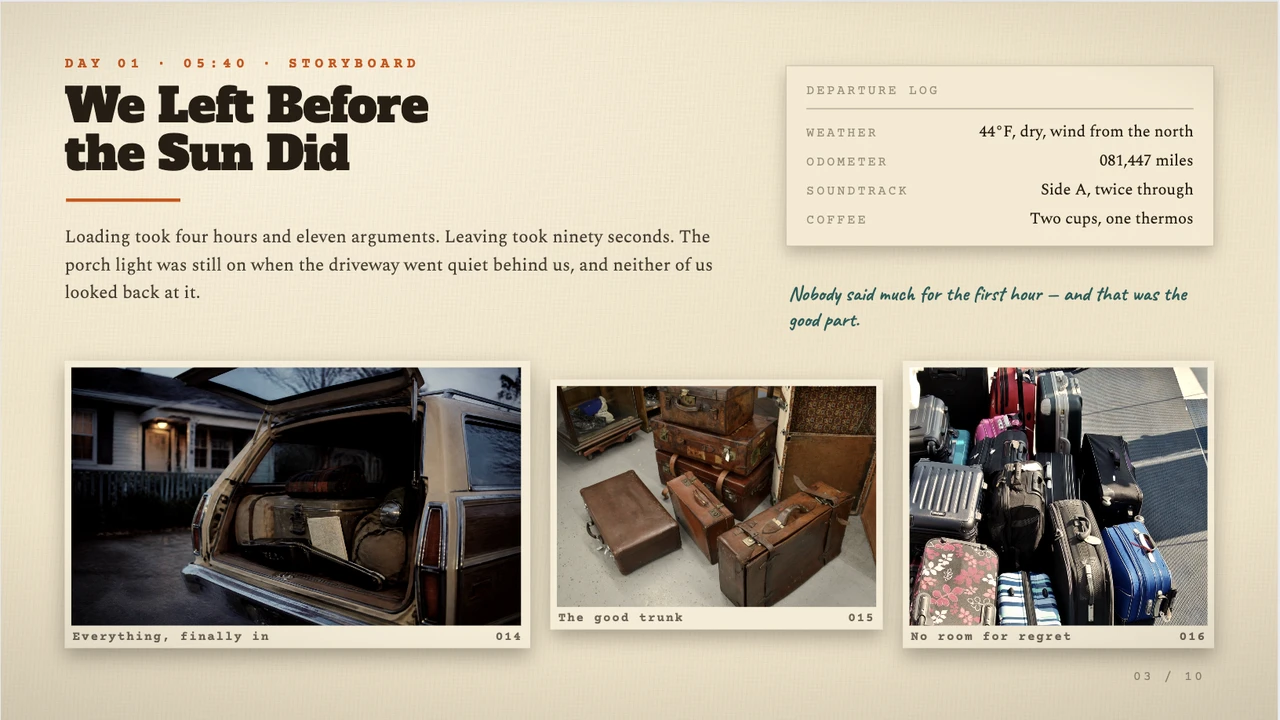 DAY 01 · 05:40 · STORYBOARD
We Left Before
the Sun Did
Loading took four hours and eleven arguments. Leaving took ninety seconds. The
porch light was still on when the driveway went quiet behind us, and neither of us
looked back at it.
DEPARTURE LOG
WEATHER 44°F, dry, wind from the north
ODOMETER 081,447 miles
SOUNDTRACK Side A, twice through
COFFEE Two cups, one thermos
Nobody said much for the first hour — and that was the
good part.
Everything, finally in 014
The good trunk 015
No room for regret 016
03 / 10